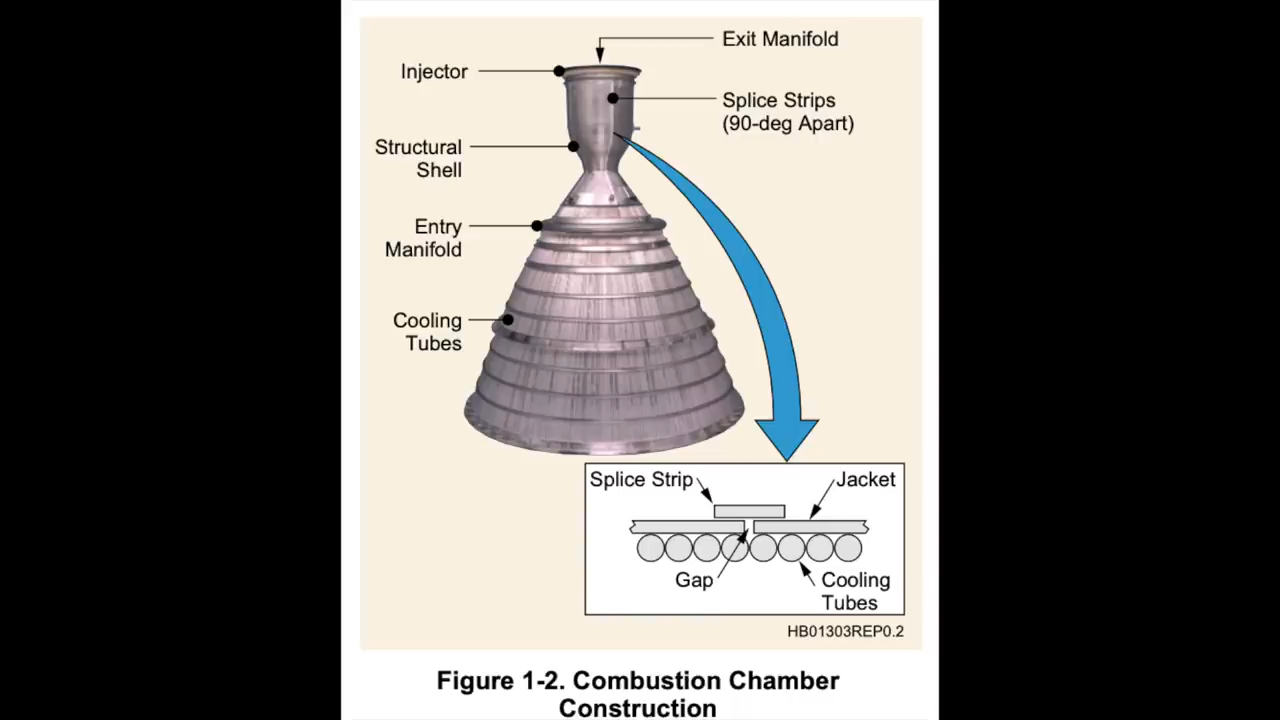 Exit Manifold
Injector
Splice Strips
(90-deg Apart)
Structural
Shell
Entry
Manifold
Cooling
Tubes
Splice Strip
Jacket
Gap
Cooling
Tubes
HB01303REP0.2
Figure 1-2. Combustion Chamber
Construction